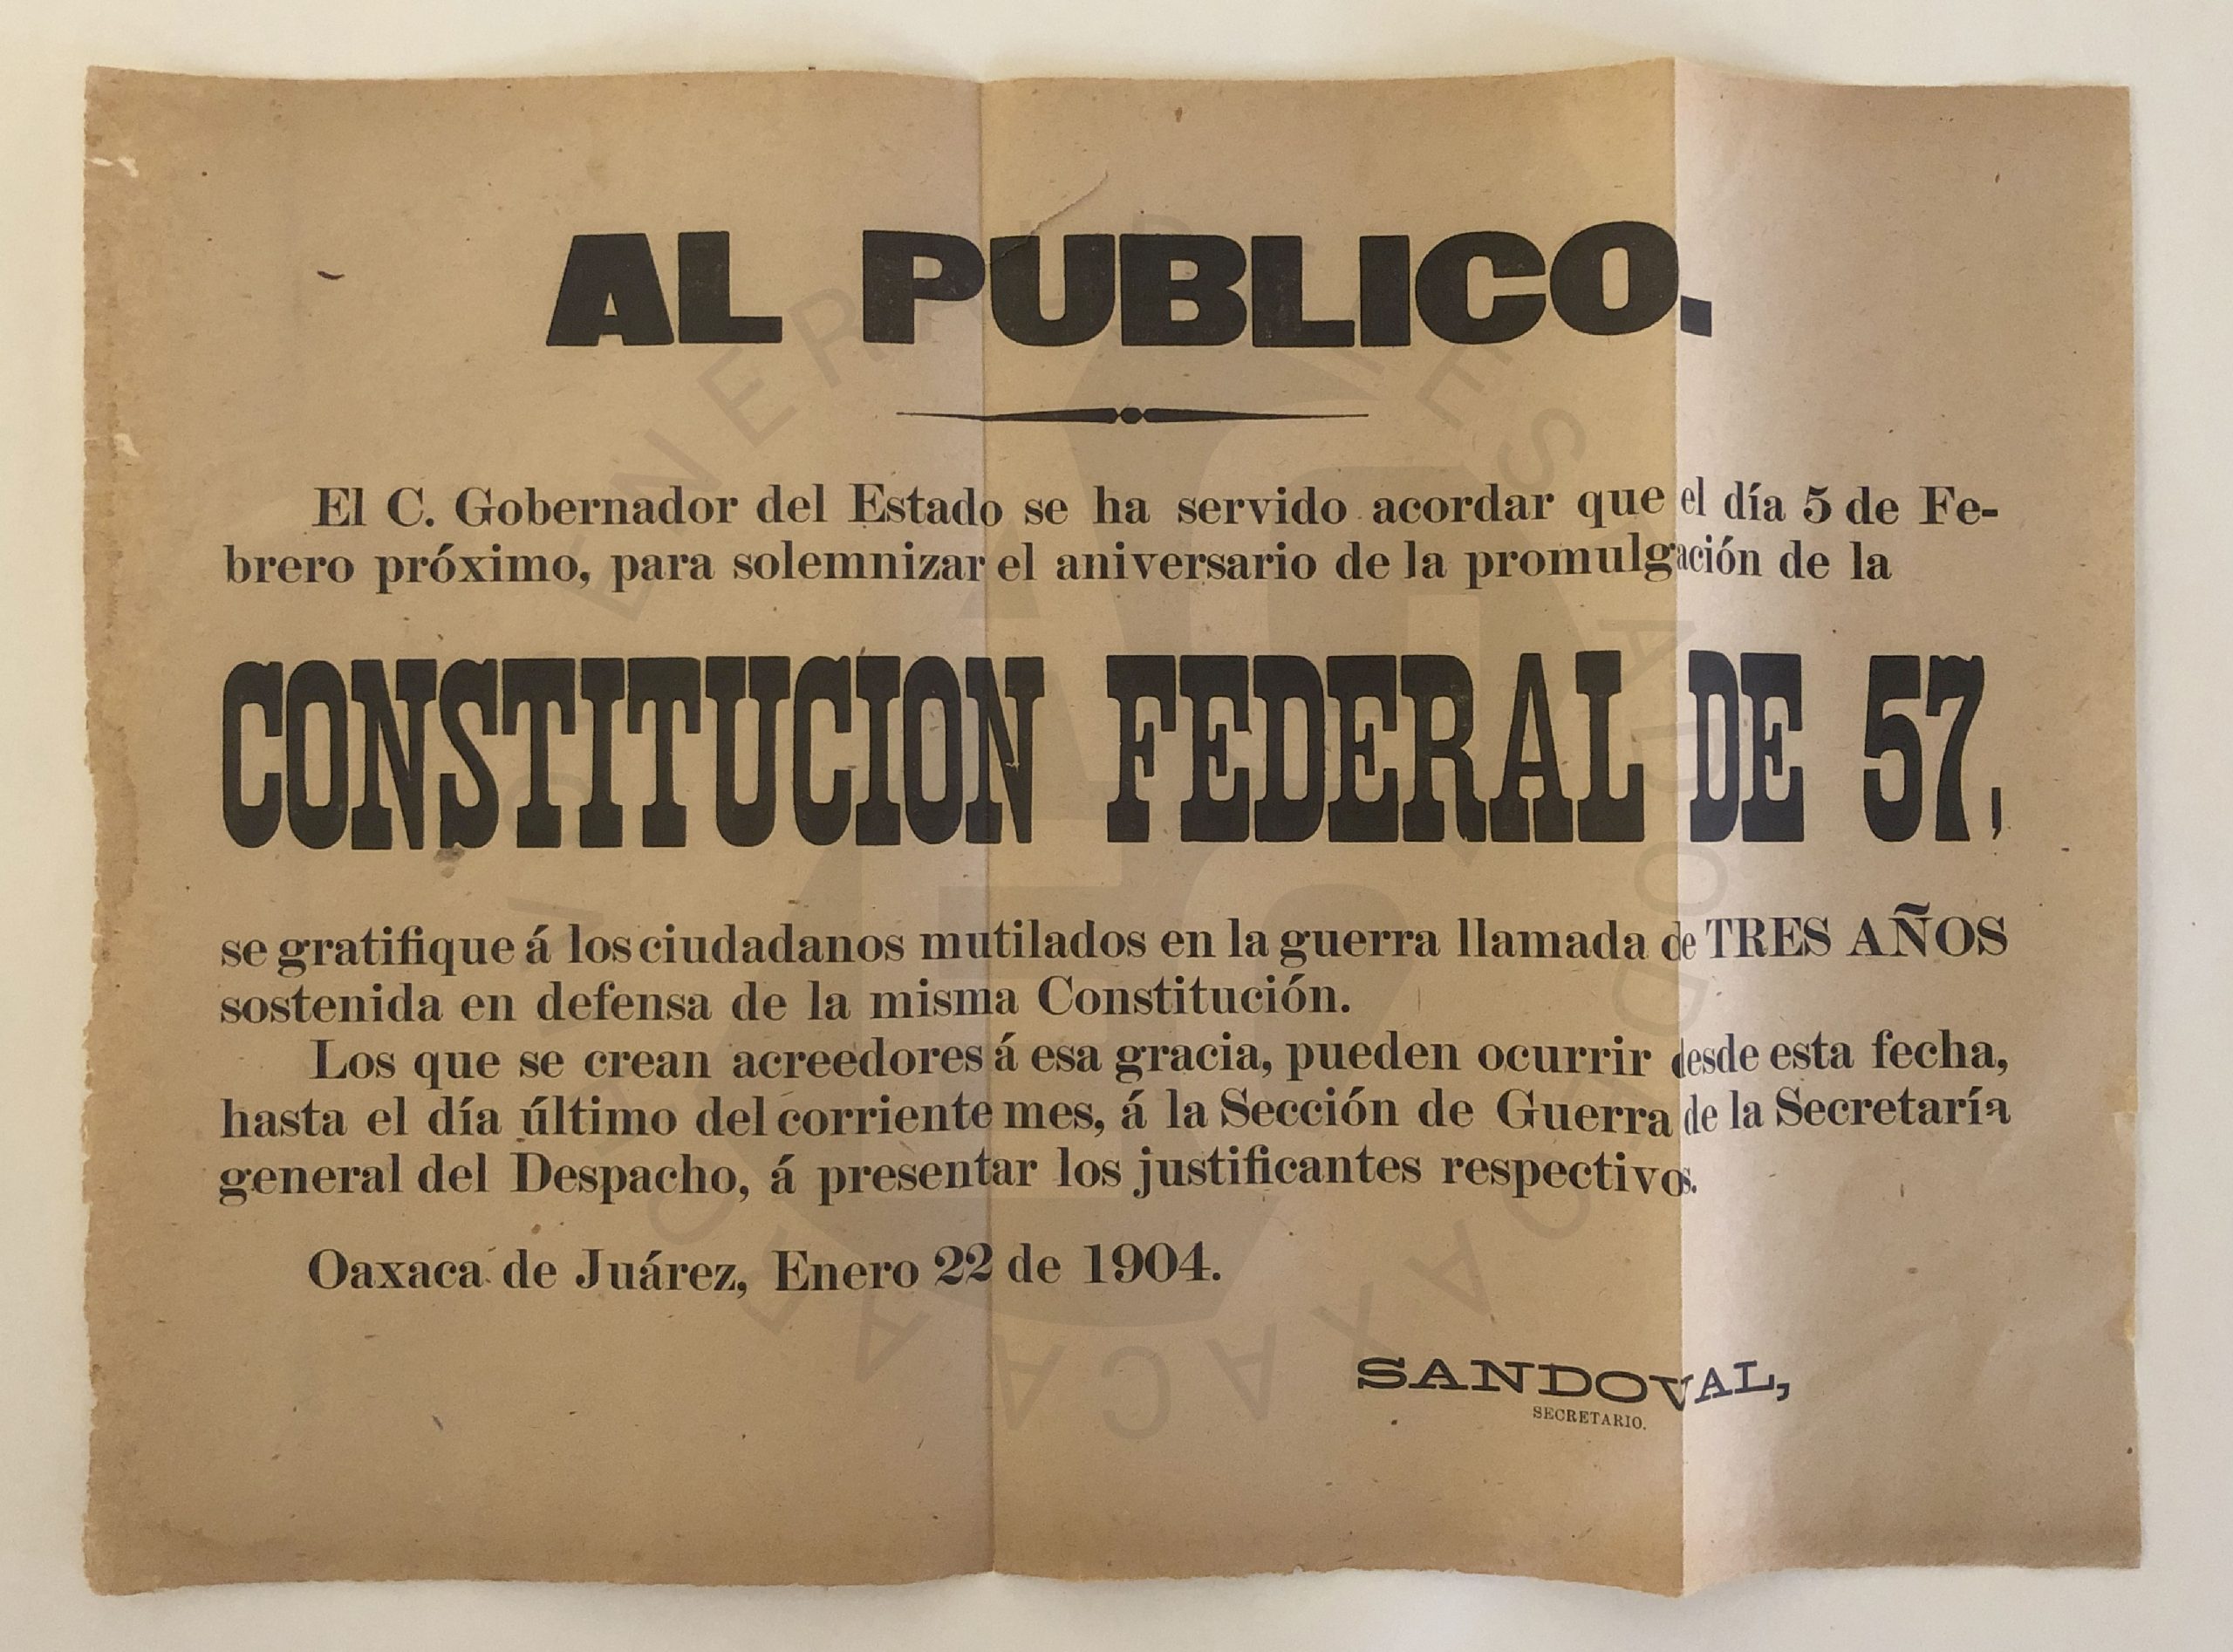 AL PUBLICO.
El C. Gobernador del Estado se ha servido acordar que el día 5 de Fe-
brero próximo, para solemnizar el aniversario de la promulgación de la
CONSTITUCION FEDERAL DE 57,
se gratifique á los ciudadanos mutilados en la guerra llamada de TRES AÑOS
sostenida en defensa de la misma Constitución.
Los que se crean acreedores á esa gracia, pueden ocurrir desde esta fecha,
hasta el día último del corriente mes, á la Sección de Guerra de la Secretaría
general del Despacho, á presentar los justificantes respectivos.
Oaxaca de Juárez, Enero 22 de 1904.
SANDOVAL,
SECRETARIO.